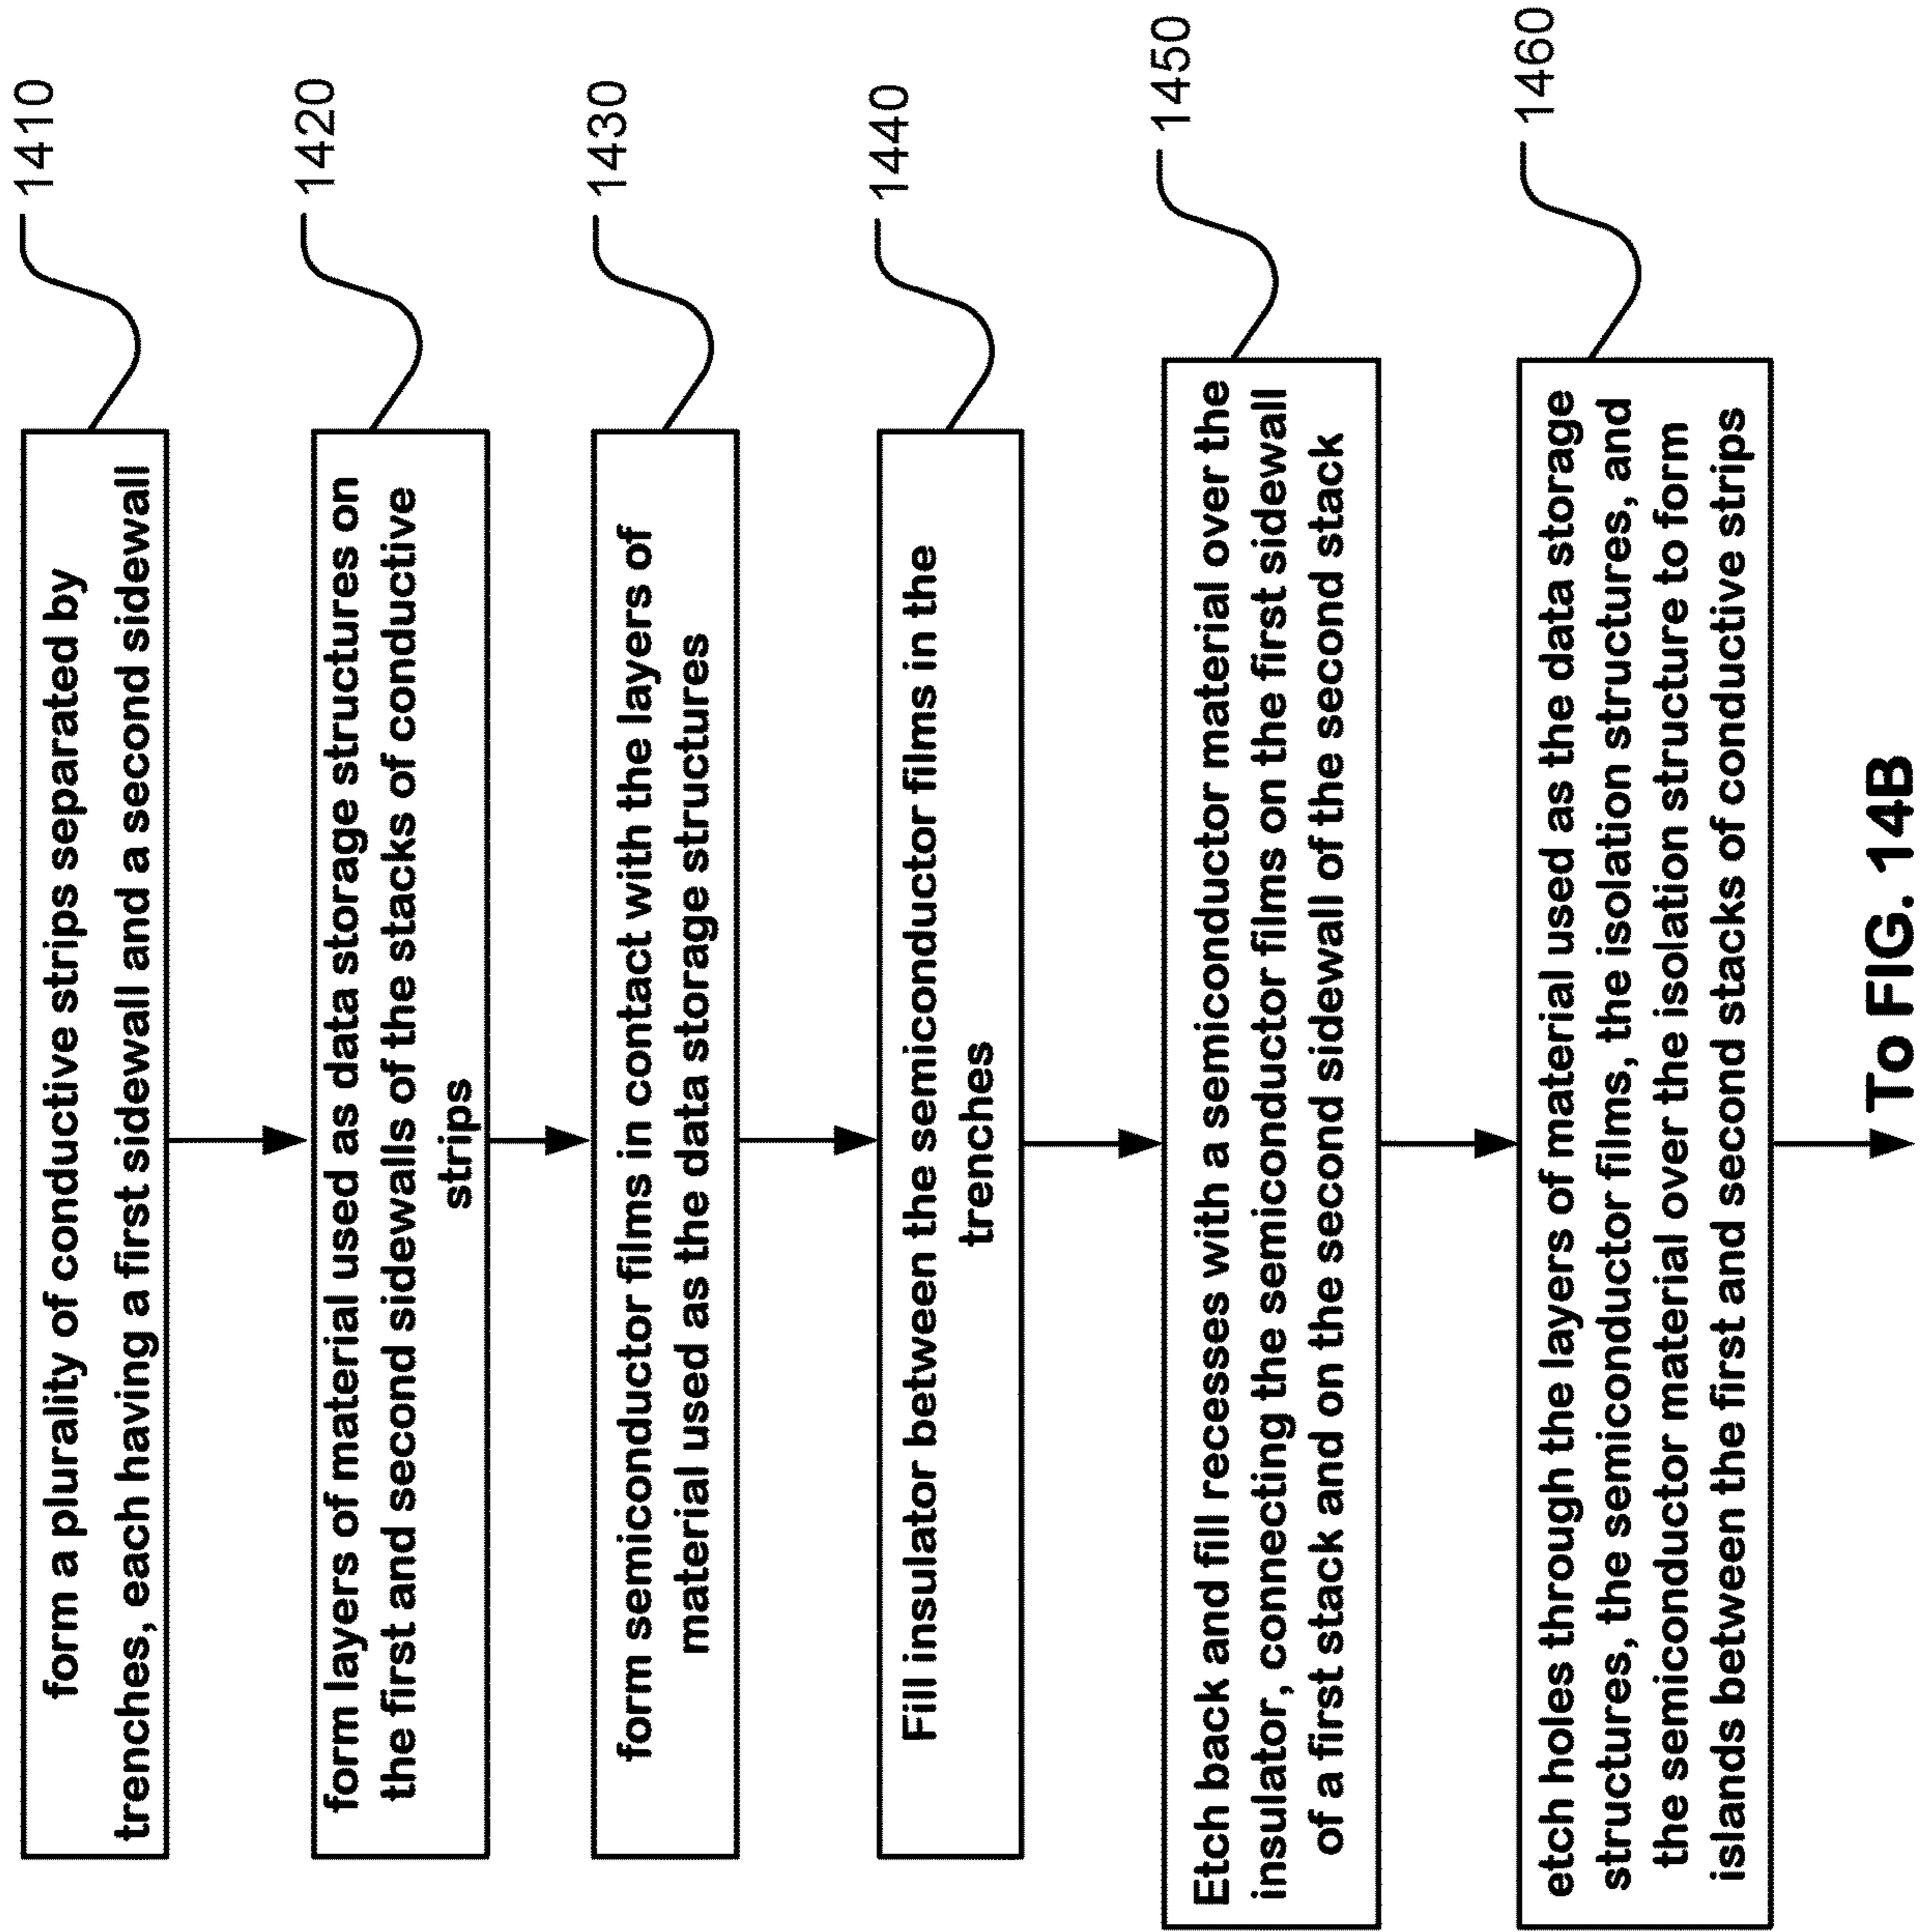 form a plurality of conductive strips separated by
trenches, each having a first sidewall and a second sidewall
1410
form layers of material used as data storage structures on
the first and second sidewalls of the stacks of conductive
strips
1420
form semiconductor films in contact with the layers of
material used as the data storage structures
1430
Fill insulator between the semiconductor films in the
trenches
1440
Etch back and fill recesses with a semiconductor material over the
insulator, connecting the semiconductor films on the first sidewall
of a first stack and on the second sidewall of the second stack
1450
etch holes through the layers of material used as the data storage
structures, the semiconductor films, the isolation structures, and
the semiconductor material over the isolation structure to form
islands between the first and second stacks of conductive strips
1460
To FIG. 14B